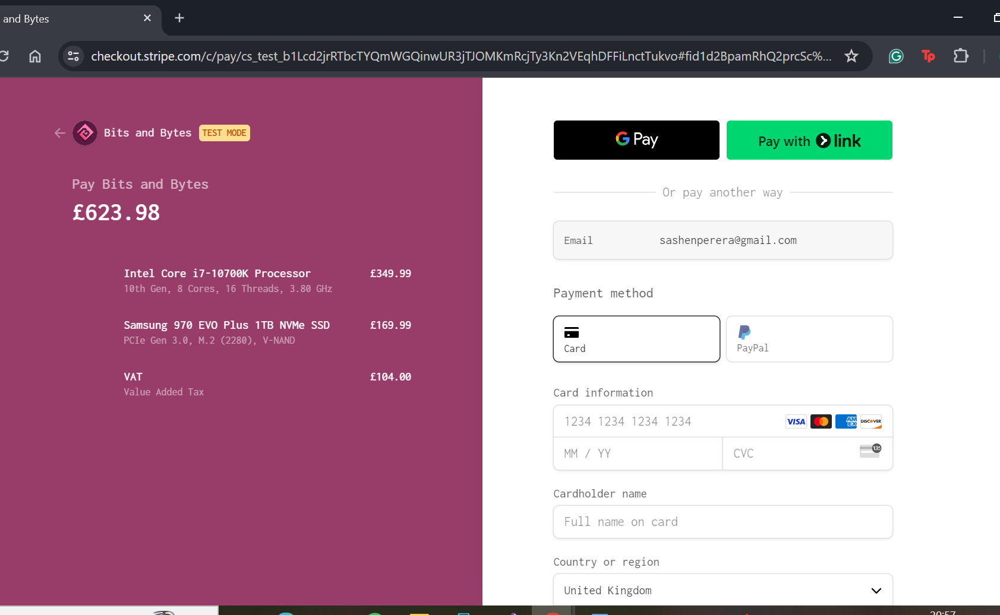 and Bytes
checkout.stripe.com/c/pay/cs_test_b1Lcd2jrRTbcTYQmWGQinwUR3jTJOMKmRcjTy3Kn2VEqhDFFiLnctTukvo#fid1d2BpamRhQ2prcSc%...
Tp
Bits and Bytes TEST MODE
Pay Bits and Bytes
£623.98
Intel Core i7-10700K Processor £349.99
10th Gen, 8 Cores, 16 Threads, 3.80 GHz
Samsung 970 EVO Plus 1TB NVMe SSD £169.99
PCIe Gen 3.0, M.2 (2280), V-NAND
VAT £104.00
Value Added Tax
G Pay Pay with link
Or pay another way
Email sashenperera@gmail.com
Payment method
Card PayPal
Card information
1234 1234 1234 1234 VISA AM EX DISCOVER
MM / YY CVC 135
Cardholder name
Full name on card
Country or region
United Kingdom
20:57